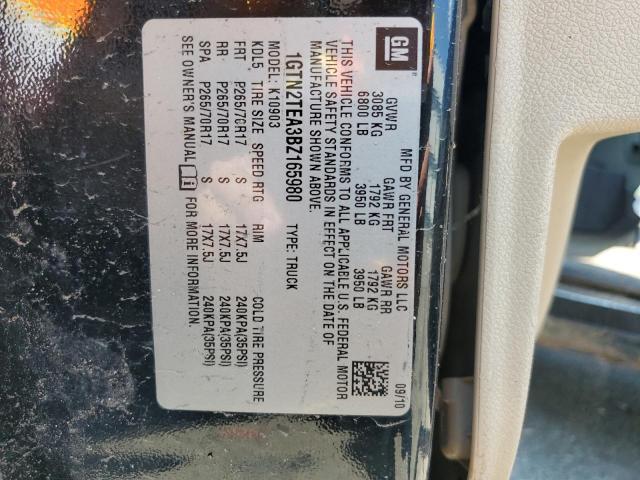 GM
MFD BY GENERAL MOTORS LLC
09/10
GVWR GAWR FRT GAWR RR
3085 KG 1792 KG 1792 KG
6800 LB 3950 LB 3950 LB
THIS VEHICLE CONFORMS TO ALL APPLICABLE U.S. FEDERAL MOTOR
VEHICLE SAFETY STANDARDS IN EFFECT ON THE DATE OF
MANUFACTURE SHOWN ABOVE.
1GTN2TEA3BZ165980 TYPE: TRUCK
MODEL: K10903
KDL5 TIRE SIZE SPEED RTG RIM COLD TIRE PRESSURE
FRT P265/70R17 S 17X7.5J 240KPA(35PSI)
RR P265/70R17 S 17X7.5J 240KPA(35PSI)
SPA P265/70R17 S 17X7.5J 240KPA(35PSI)
SEE OWNER'S MANUAL FOR MORE INFORMATION